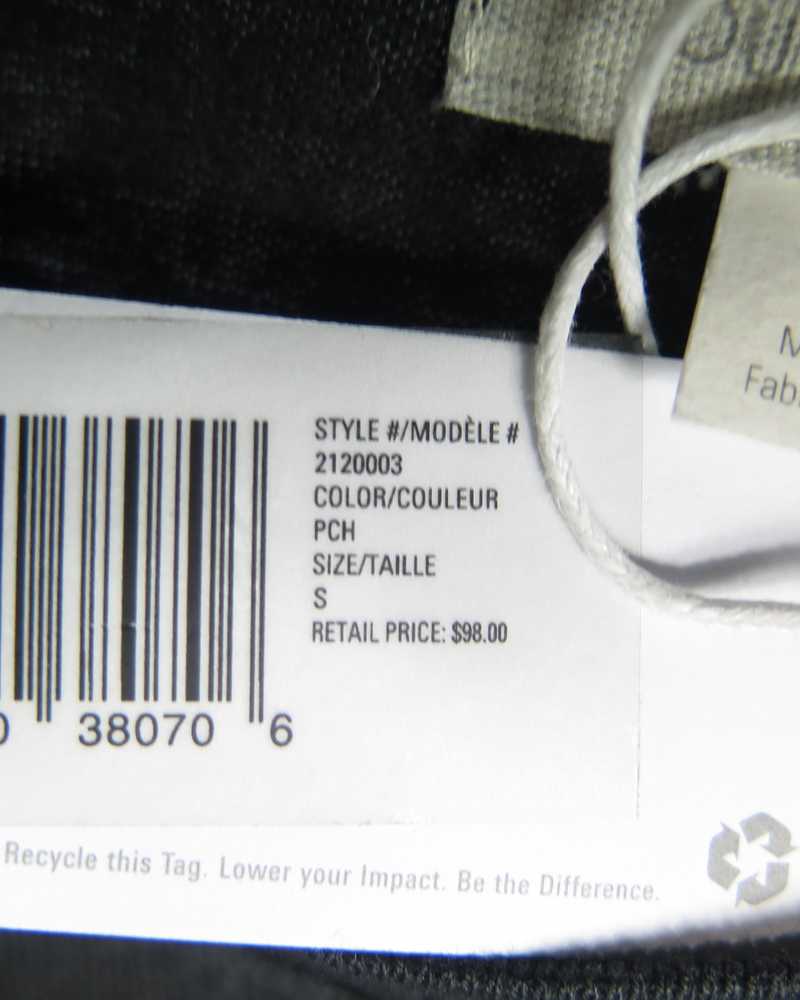 STYLE #/MODÈLE #
2120003
COLOR/COULEUR
PCH
SIZE/TAILLE
S
RETAIL PRICE: $98.00
38070 6
Recycle this Tag. Lower your Impact. Be the Difference.